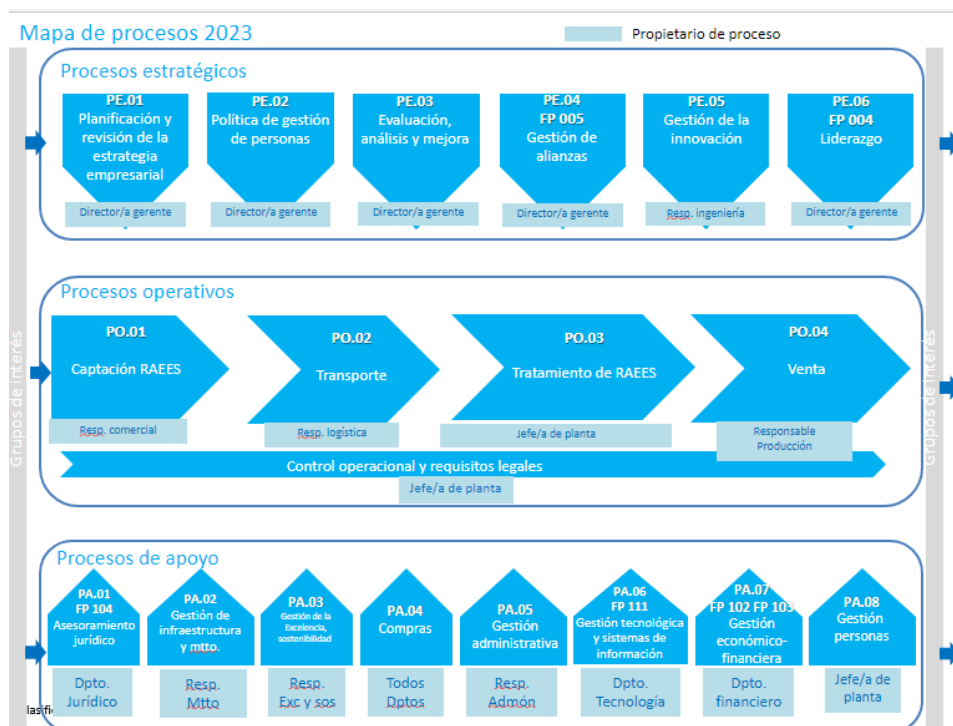 Mapa de procesos 2023
Propietario de proceso
Procesos estratégicos
PE.01
Planificación y
revisión de la
estrategia
empresarial
Director/a gerente
PE.02
Política de gestión
de personas
Director/a gerente
PE.03
Evaluación,
análisis y mejora
Director/a gerente
PE.04
FP 005
Gestión de
alianzas
Director/a gerente
PE.05
Gestión de la
innovación
Resp. ingeniería
PE.06
FP 004
Liderazgo
Director/a gerente
Grupos de interés
Procesos operativos
PO.01
Captación RAEES
Resp. comercial
PO.02
Transporte
Resp. logística
PO.03
Tratamiento de RAEES
Jefe/a de planta
PO.04
Venta
Responsable
Producción
Control operacional y requisitos legales
Jefe/a de planta
Grupos de interés
Procesos de apoyo
PA.01
FP 104
Asesoramiento
jurídico
Dpto.
Jurídico
PA.02
Gestión de
infraestructura
y mtto.
Resp.
Mtto
PA.03
Gestión de la
Excelencia,
sostenibilidad
Resp.
Exc y sos
PA.04
Compras
Todos
Dptos
PA.05
Gestión
administrativa
Resp.
Admón
PA.06
FP 111
Gestión tecnológica
y sistemas de
información
Dpto.
Tecnología
PA.07
FP 102 FP 103
Gestión
económico-
financiera
Dpto.
financiero
PA.08
Gestión
personas
Jefe/a de
planta